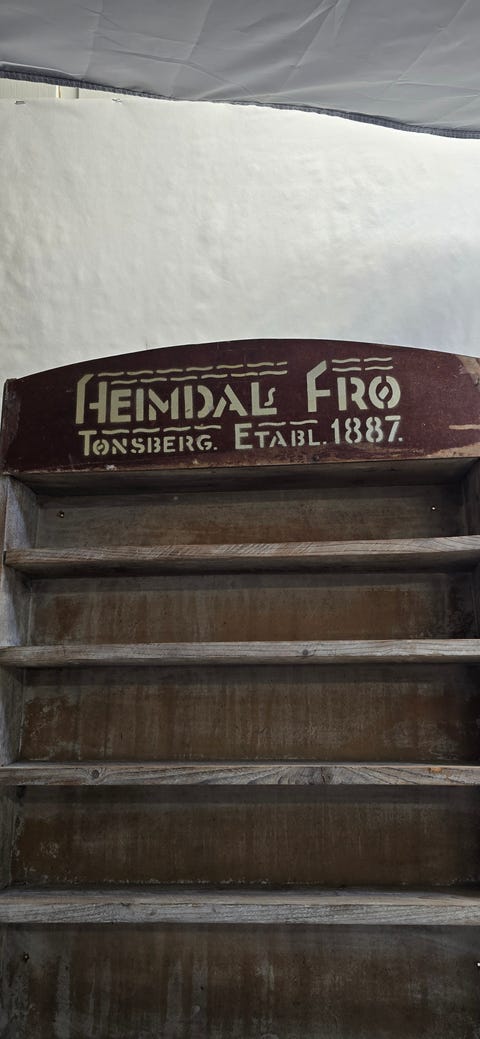 HEIMDAL FRØ
TØNSBERG. ETABL. 1887.